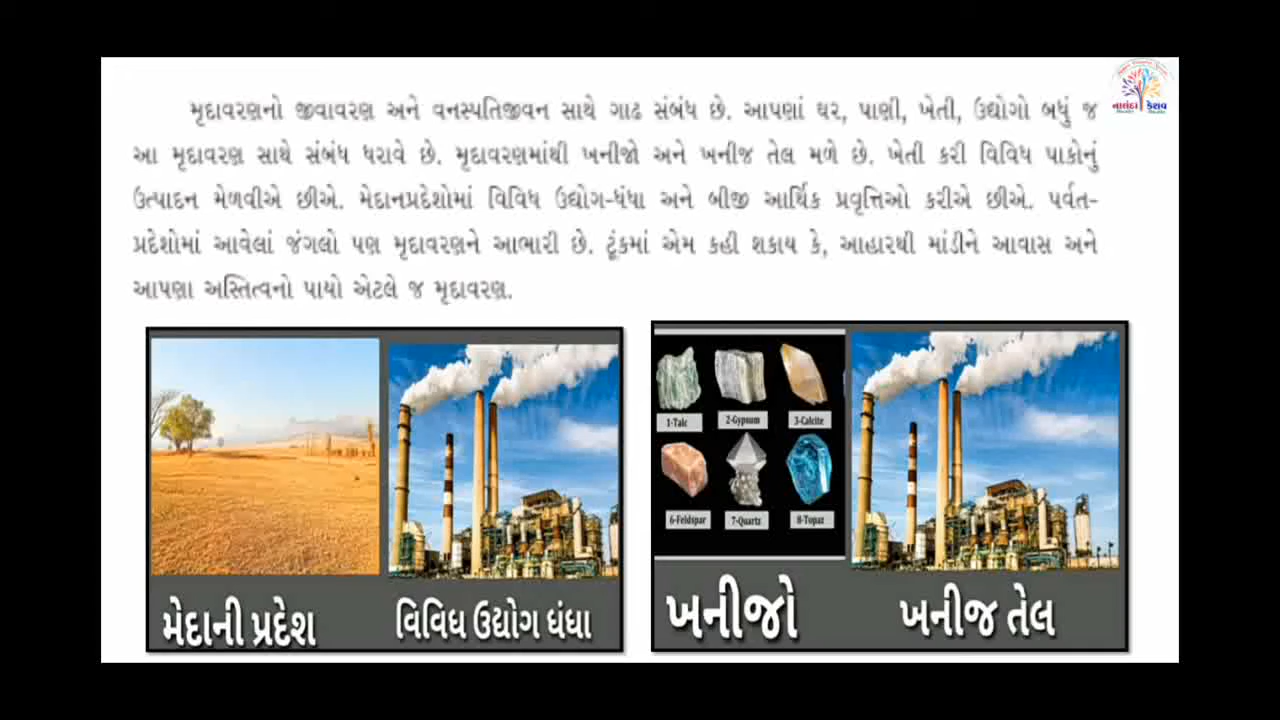 મૃદાવરણનો જીવાવરણ અને વનસ્પતિજીવન સાથે ગાઢ સંબંધ છે. આપણાં ઘર, પાણી, ખેતી, ઉદ્યોગો બધું જ
આ મૃદાવરણ સાથે સંબંધ ધરાવે છે. મૃદાવરણમાંથી ખનીજો અને ખનીજ તેલ મળે છે. ખેતી કરી વિવિધ પાકોનું
ઉત્પાદન મેળવીએ છીએ. મેદાનપ્રદેશોમાં વિવિધ ઉદ્યોગ-ધંધા અને બીજી આર્થિક પ્રવૃત્તિઓ કરીએ છીએ. પર્વત-
પ્રદેશોમાં આવેલાં જંગલો પણ મૃદાવરણને આભારી છે. ટૂંકમાં એમ કહી શકાય કે, આહારથી માંડીને આવાસ અને
આપણા અસ્તિત્વનો પાયો એટલે જ મૃદાવરણ.
નાલંદા કેરાવ
1-Talc 2-Gypsum 3-Calcite
6-Feldspar 7-Quartz 8-Topaz
મેદાની પ્રદેશ
વિવિધ ઉદ્યોગ ધંધા
ખનીજો
ખનીજ તેલ